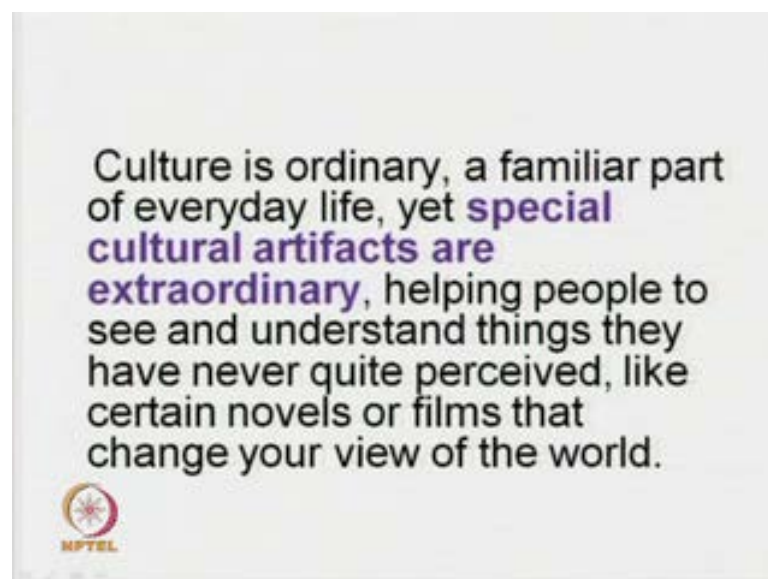 Culture is ordinary, a familiar part
of everyday life, yet special
cultural artifacts are
extraordinary, helping people to
see and understand things they
have never quite perceived, like
certain novels or films that
change your view of the world.
NPTEL